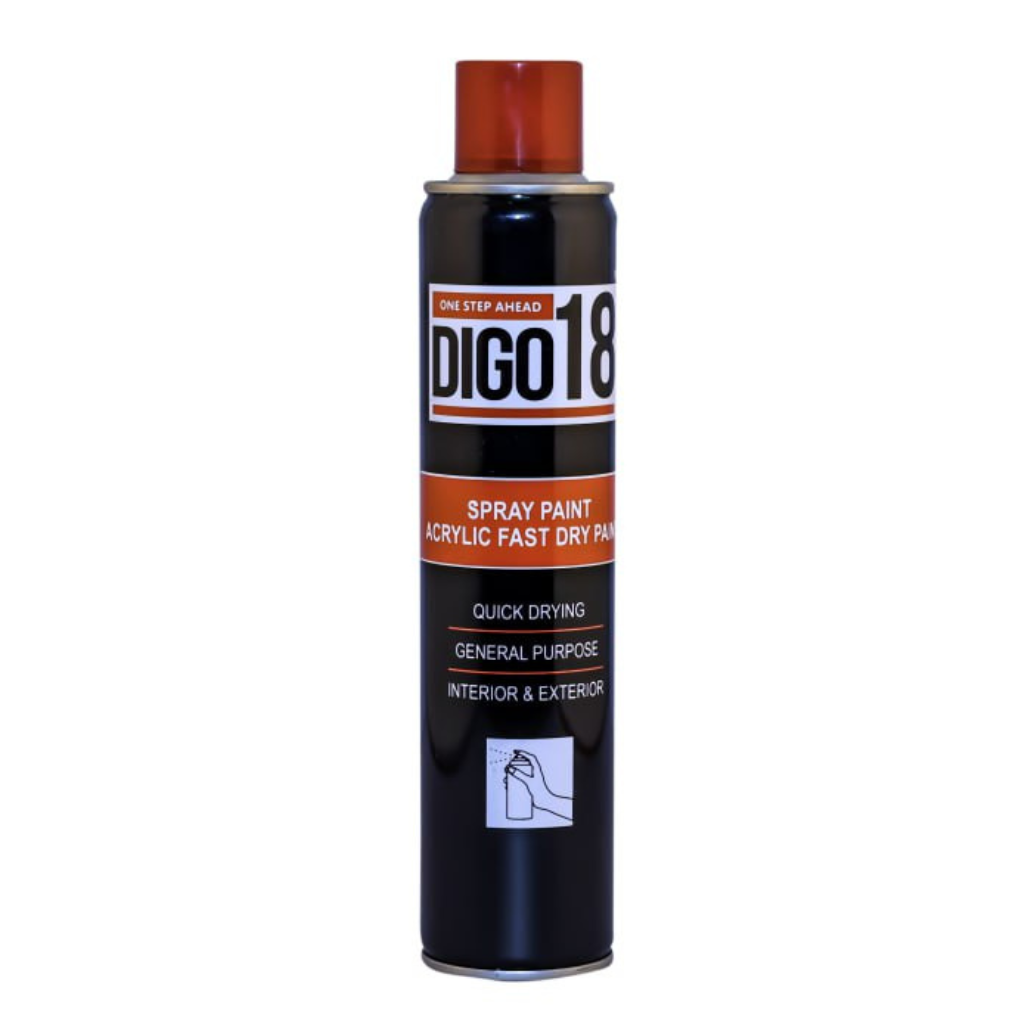 ONE STEP AHEAD
DIGO18
SPRAY PAINT
ACRYLIC FAST DRY PAIN
QUICK DRYING
GENERAL PURPOSE
INTERIOR & EXTERIOR